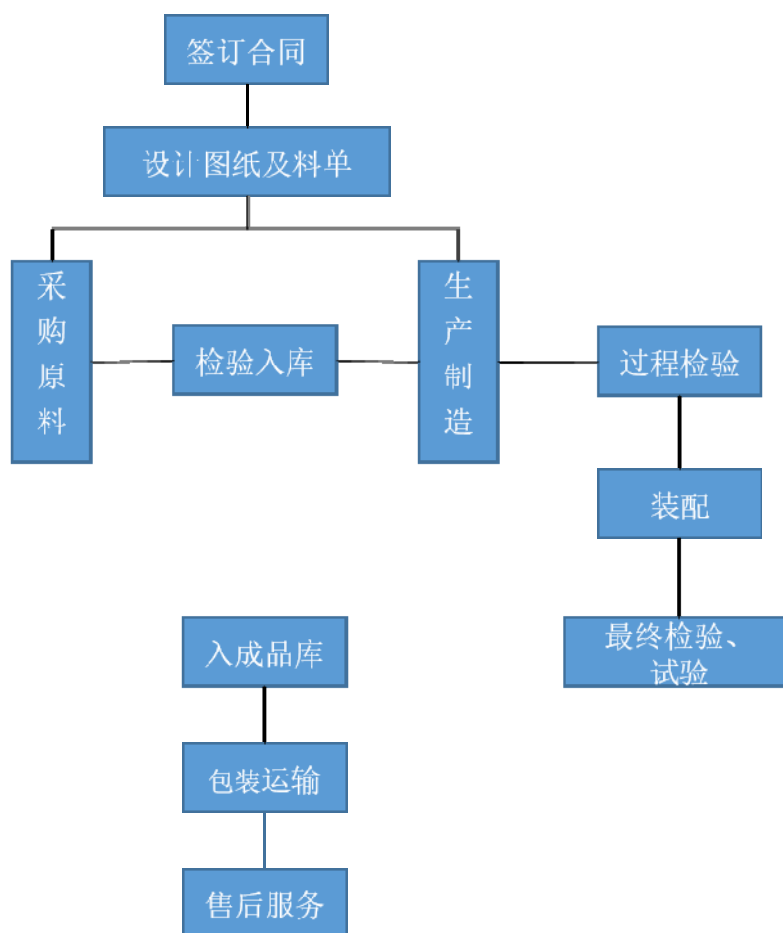 签订合同
设计图纸及料单
采购原料
检验入库
生产制造
过程检验
装配
最终检验、
试验
入成品库
包装运输
售后服务